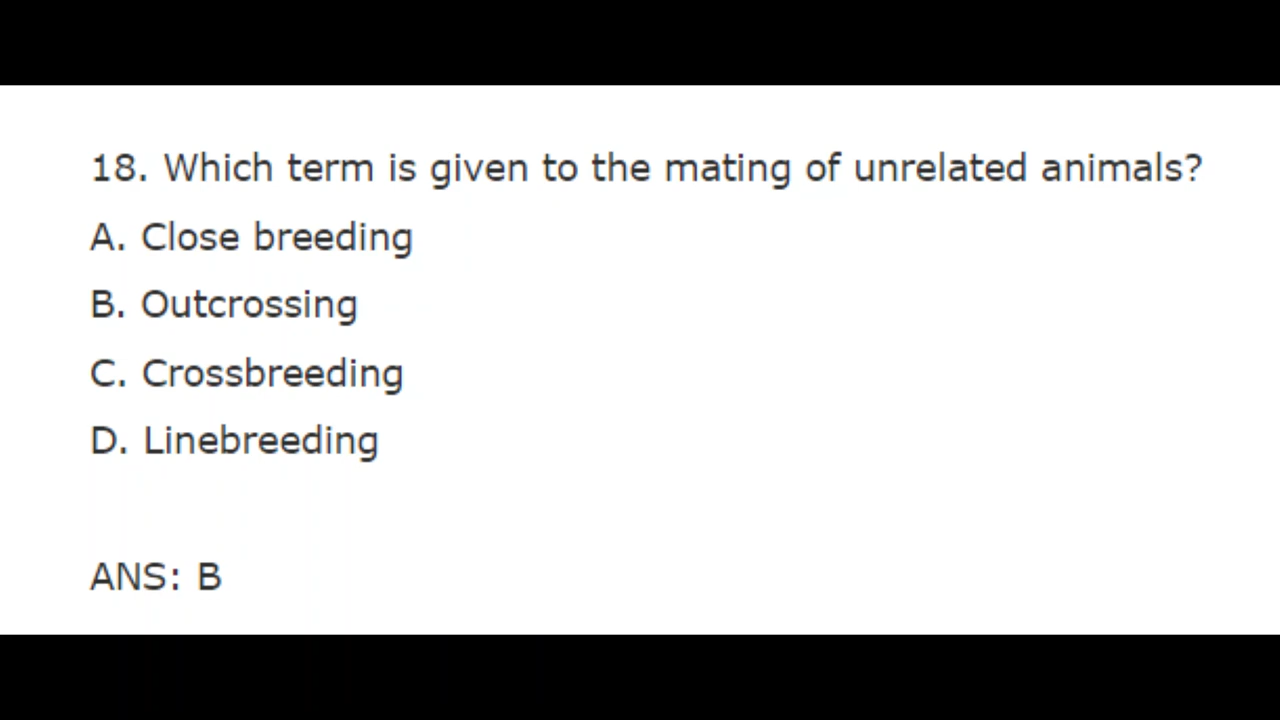 18. Which term is given to the mating of unrelated animals?
A. Close breeding
B. Outcrossing
C. Crossbreeding
D. Linebreeding
ANS: B